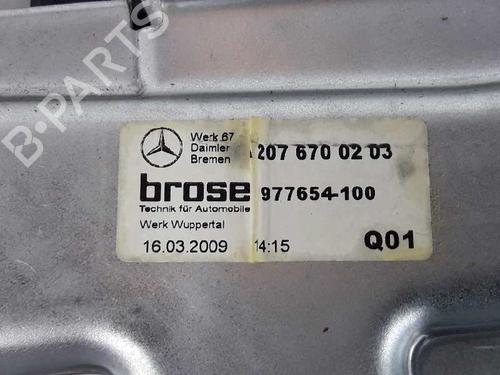 B-PARTS
Werk 67
Daimler
Bremen
207 670 02 03
brose
977654-100
Technik für Automobile
Werk Wuppertal
16.03.2009
14:15
Q01